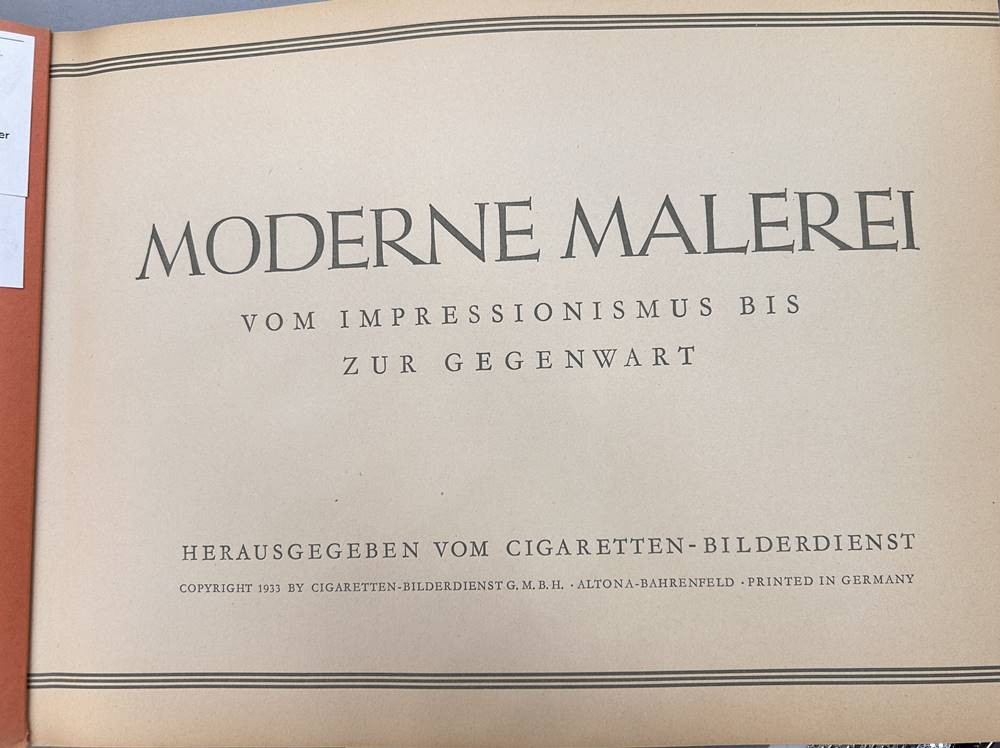 er
MODERNE MALEREI
VOM IMPRESSIONISMUS BIS
ZUR GEGENWART
HERAUSGEGEBEN VOM CIGARETTEN-BILDERDIENST
COPYRIGHT 1933 BY CIGARETTEN-BILDERDIENST G. M. B. H. · ALTONA-BAHRENFELD · PRINTED IN GERMANY